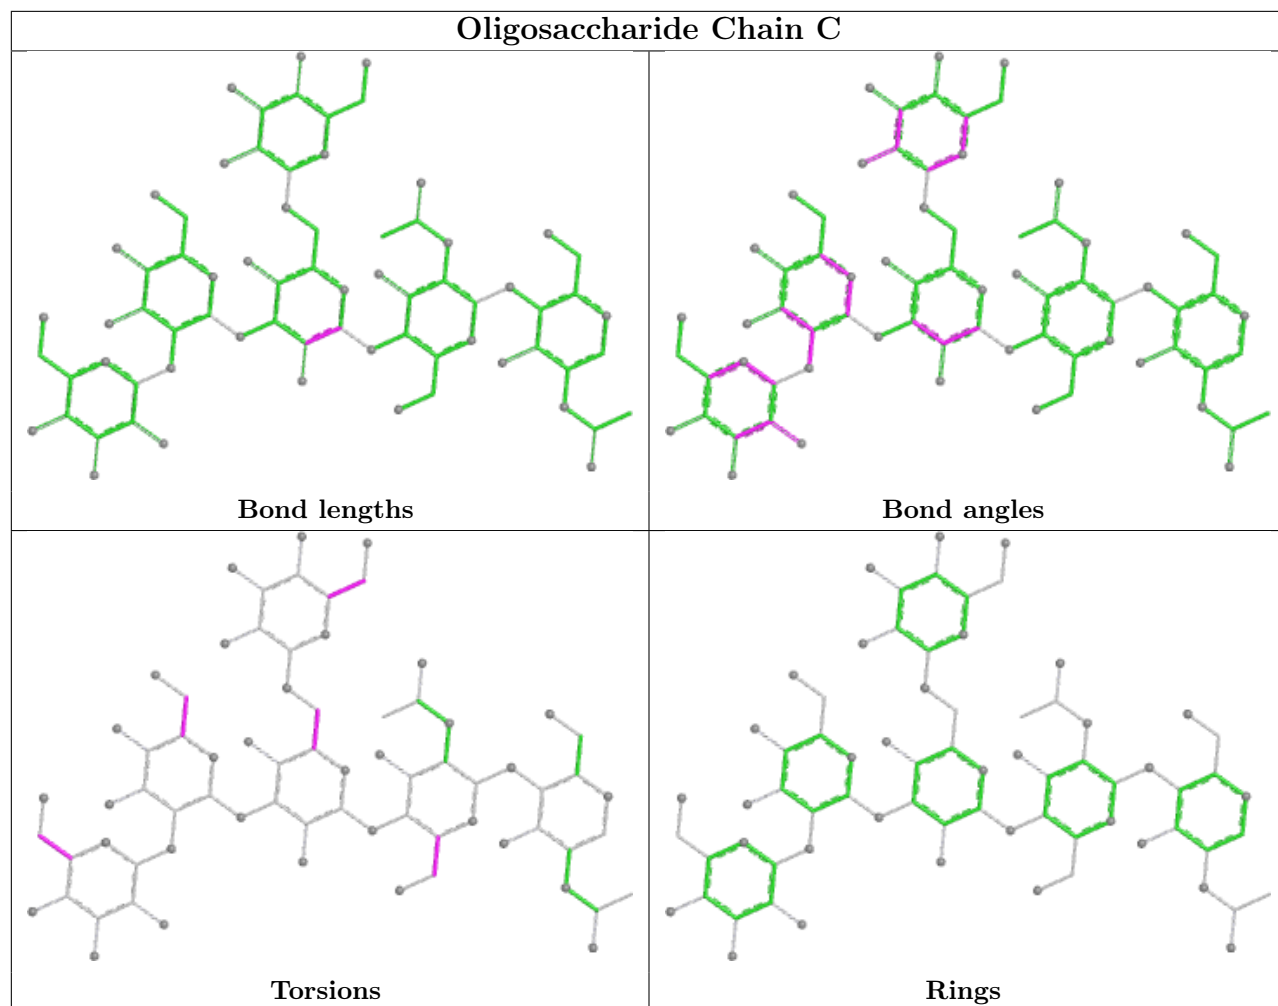 Oligosaccharide Chain C
Bond lengths
Bond angles
Torsions
Rings